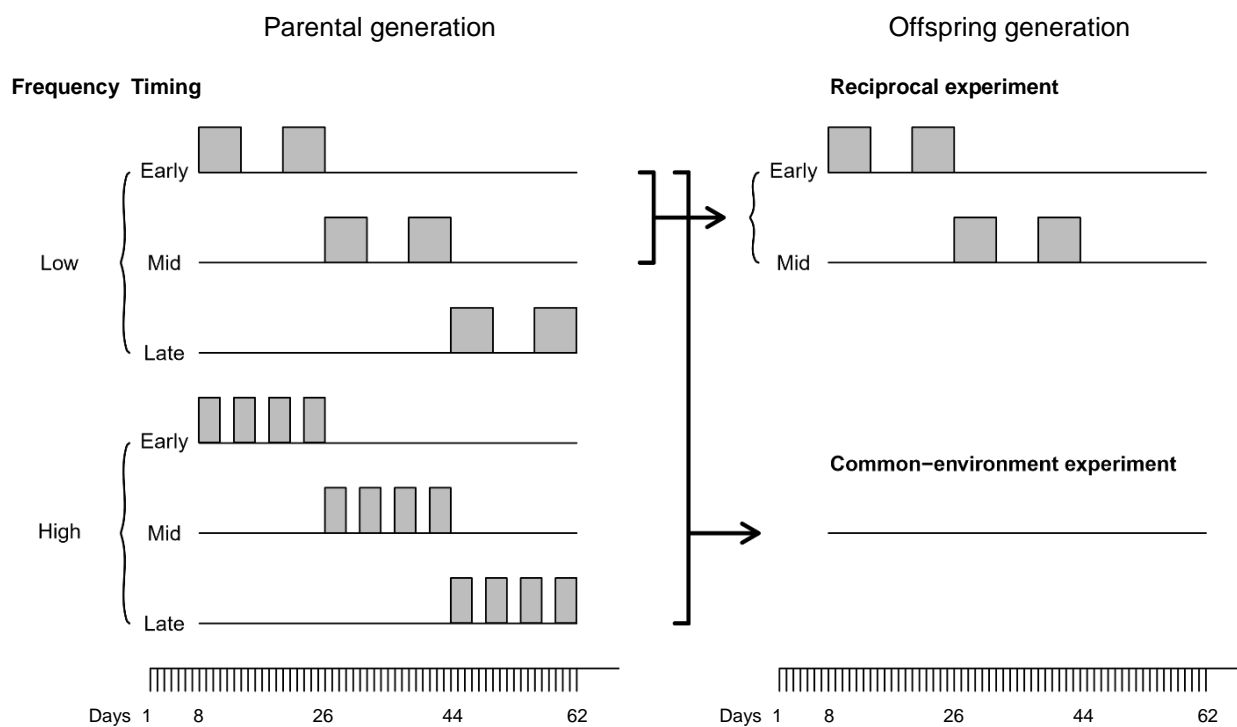 Parental generation
Offspring generation
Frequency Timing
Reciprocal experiment
Early
Early
Mid
Low
Mid
Late
Early
Common−environment experiment
High
Mid
Late
Days 1 8 26 44 62
Days 1 8 26 44 62